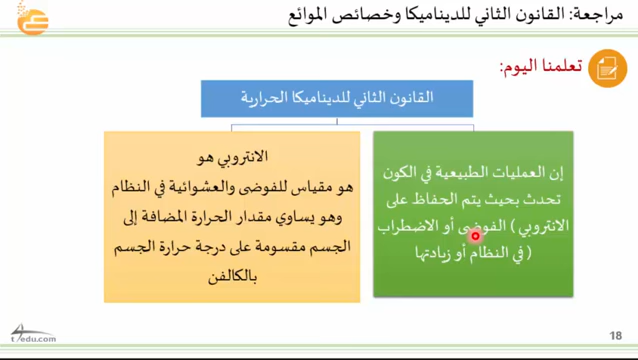 مراجعة: القانون الثاني للديناميكا وخصائص الموائع
تعلمنا اليوم:
القانون الثاني للديناميكا الحرارية
إن العمليات الطبيعية في الكون
تحدث بحيث يتم الحفاظ على
الانتروبي ( الفوضى أو الاضطراب
في النظام أو زيادتها )
الانتروبي هو
هو مقياس للفوضى والعشوائية في النظام
وهو يساوي مقدار الحرارة المضافة إلى
الجسم مقسومة على درجة حرارة الجسم
بالكالفن
t4edu.com
18